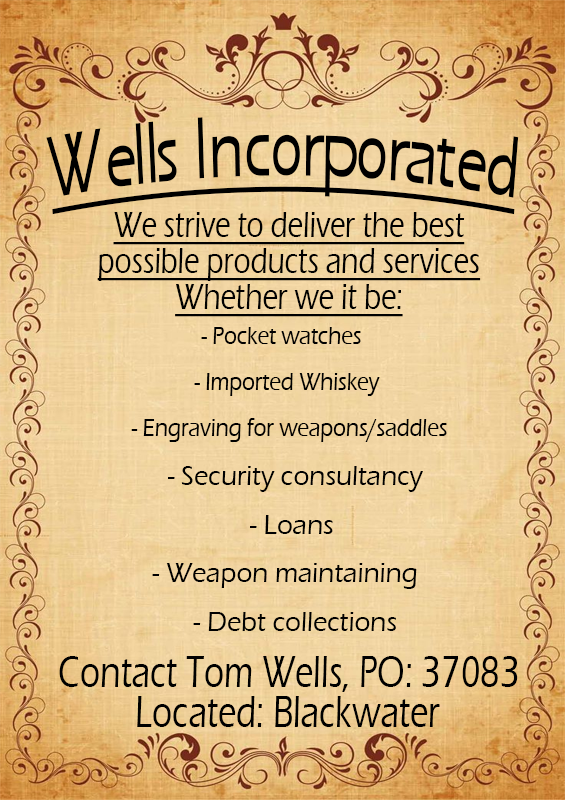 Wells Incorporated
We strive to deliver the best
possible products and services
Whether we it be:
- Pocket watches
- Imported Whiskey
- Engraving for weapons/saddles
- Security consultancy
- Loans
- Weapon maintaining
- Debt collections
Contact Tom Wells, PO: 37083
Located: Blackwater